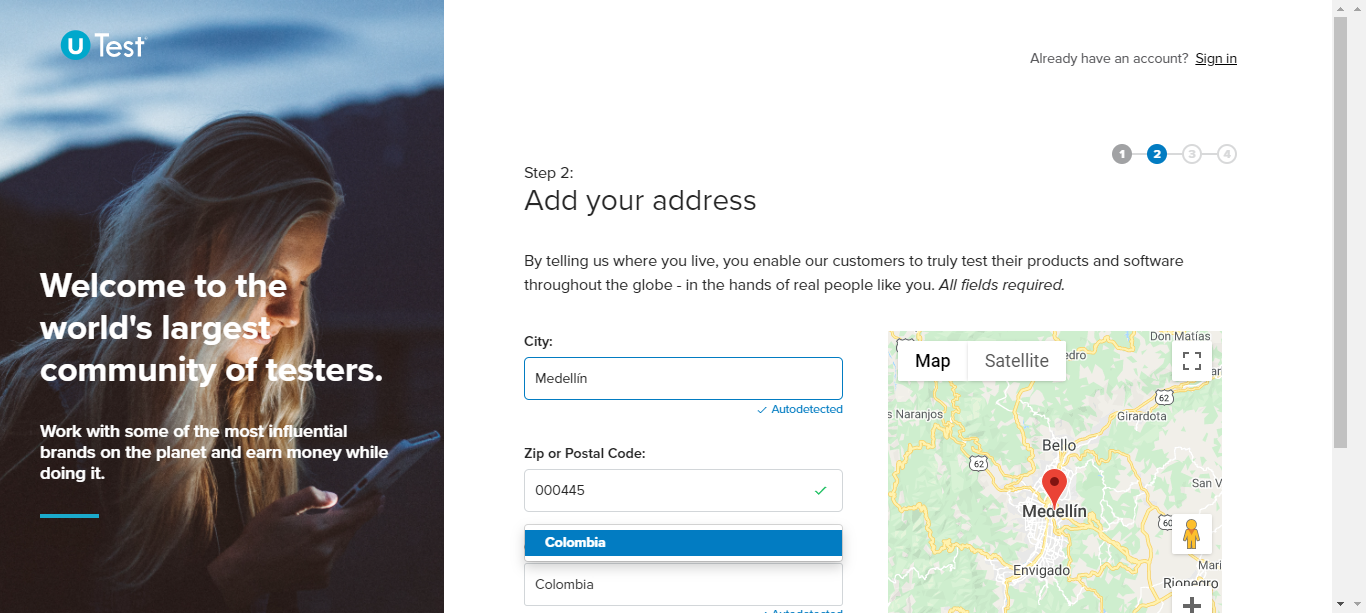 U Test
Already have an account? Sign in
1 2 3 4
Step 2:
Add your address
By telling us where you live, you enable our customers to truly test their products and software
throughout the globe - in the hands of real people like you. All fields required.
Welcome to the
world's largest
community of testers.
Work with some of the most influential
brands on the planet and earn money while
doing it.
City:
Medellín
Autodetected
Zip or Postal Code:
000445
Colombia
Colombia
Autodetected
Map Satellite
Don Matías
62
Naranjos
Girardota
Bello
62
San V
Medellín
60
Envigado
Mari
Rionegro